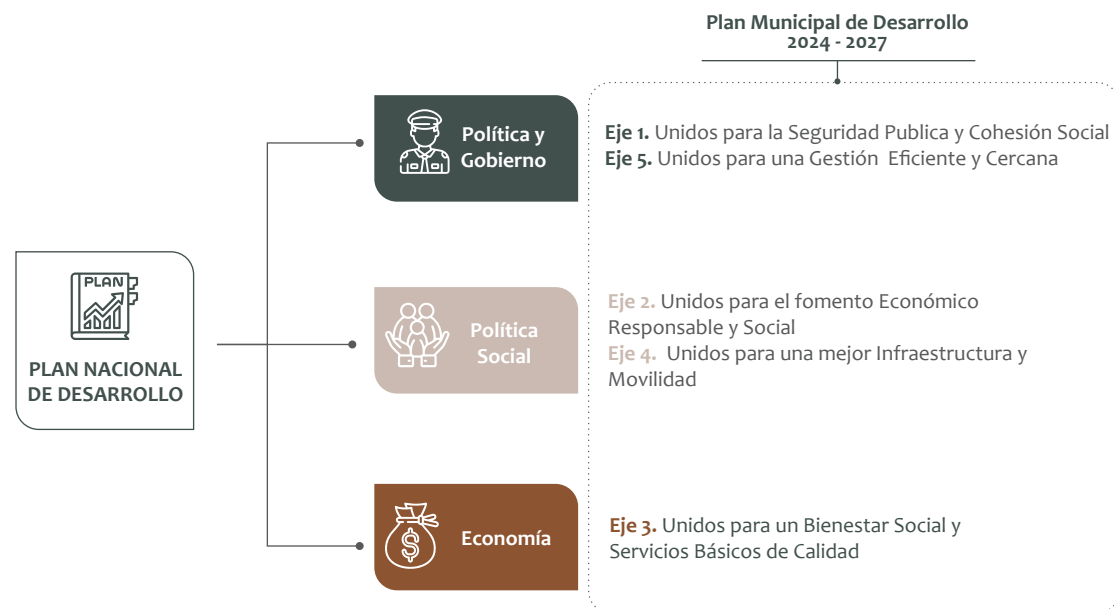 Plan Municipal de Desarrollo
2024 - 2027
Política y
Gobierno
Eje 1. Unidos para la Seguridad Publica y Cohesión Social
Eje 5. Unidos para una Gestión Eficiente y Cercana
PLAN
PLAN NACIONAL
DE DESARROLLO
Política
Social
Eje 2. Unidos para el fomento Económico
Responsable y Social
Eje 4. Unidos para una mejor Infraestructura y
Movilidad
$
Economía
Eje 3. Unidos para un Bienestar Social y
Servicios Básicos de Calidad